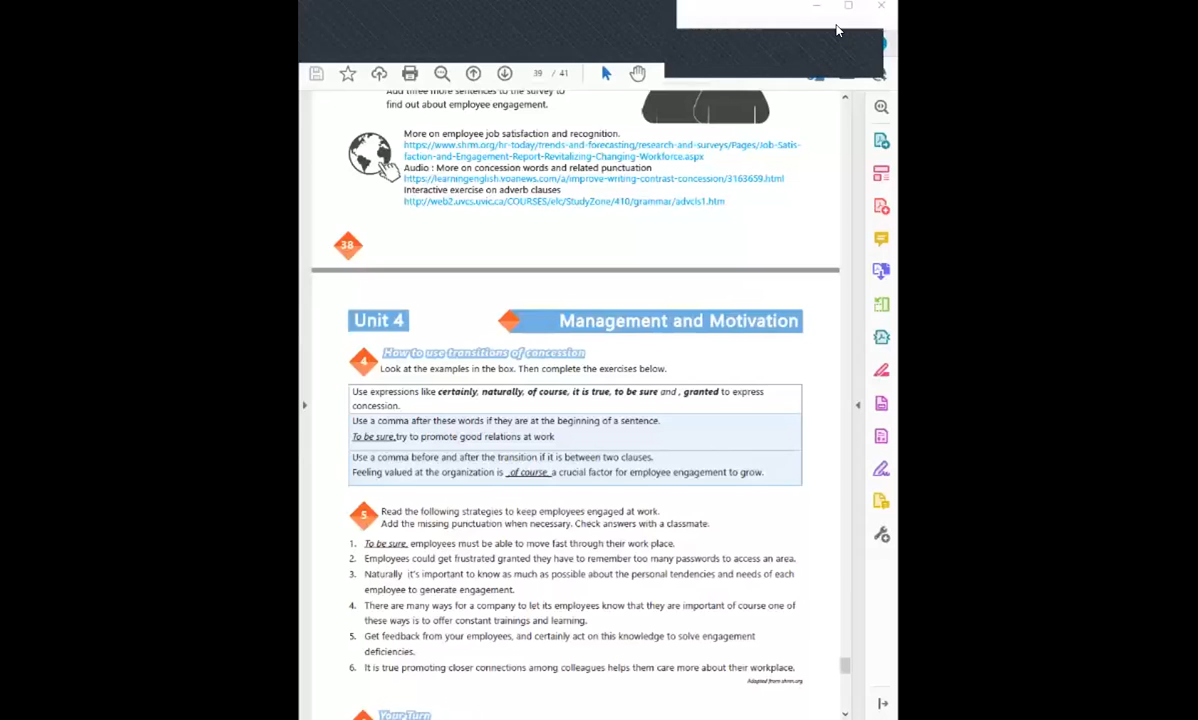 39 / 41
Add three more sentences to the survey to
find out about employee engagement.
More on employee job satisfaction and recognition.
https://www.shrm.org/hr-today/trends-and-forecasting/research-and-surveys/Pages/Job-Satis-
faction-and-Engagement-Report-Revitalizing-Changing-Workforce.aspx
Audio : More on concession words and related punctuation
https://learningenglish.voanews.com/a/improve-writing-contrast-concession/3163659.html
Interactive exercise on adverb clauses
http://web2.uvcs.uvic.ca/COURSES/elc/StudyZone/410/grammar/advcls1.htm
38
Unit 4
Management and Motivation
4
How to use transitions of concession
Look at the examples in the box. Then complete the exercises below.
Use expressions like certainly, naturally, of course, it is true, to be sure and , granted to express
concession.
Use a comma after these words if they are at the beginning of a sentence.
To be sure, try to promote good relations at work
Use a comma before and after the transition if it is between two clauses.
Feeling valued at the organization is ,of course, a crucial factor for employee engagement to grow.
5
Read the following strategies to keep employees engaged at work.
Add the missing punctuation when necessary. Check answers with a classmate.
1. To be sure, employees must be able to move fast through their work place.
2. Employees could get frustrated granted they have to remember too many passwords to access an area.
3. Naturally it's important to know as much as possible about the personal tendencies and needs of each
employee to generate engagement.
4. There are many ways for a company to let its employees know that they are important of course one of
these ways is to offer constant trainings and learning.
5. Get feedback from your employees, and certainly act on this knowledge to solve engagement
deficiencies.
6. It is true promoting closer connections among colleagues helps them care more about their workplace.
Adapted from shrm.org
Your Turn